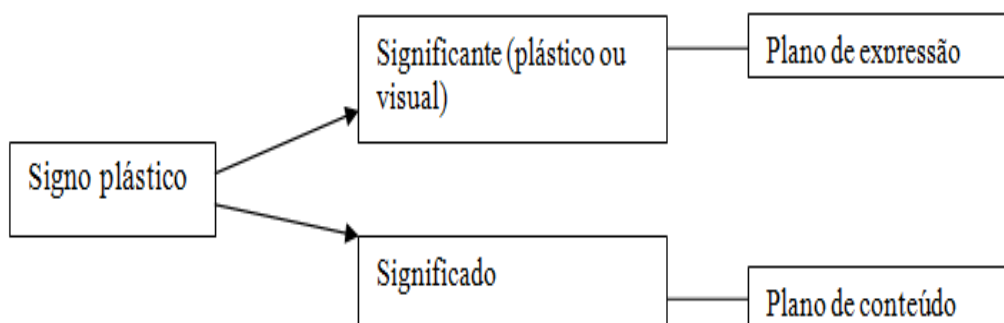 Significante (plástico ou
visual)
Plano de expressão
Signo plástico
Significado
Plano de conteúdo